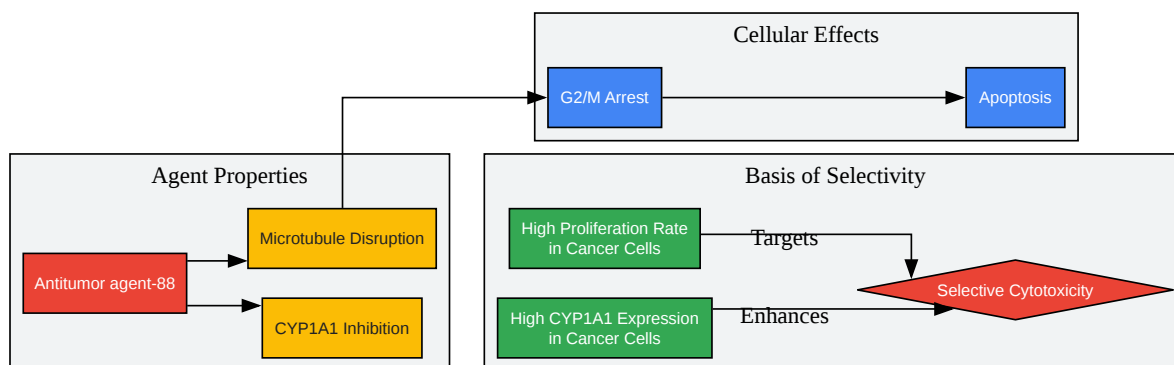 Cellular Effects
G2/M Arrest
Apoptosis
Agent Properties
Microtubule Disruption
Antitumor agent-88
CYP1A1 Inhibition
Basis of Selectivity
High Proliferation Rate
in Cancer Cells
Targets
Selective Cytotoxicity
High CYP1A1 Expression
in Cancer Cells
Enhances